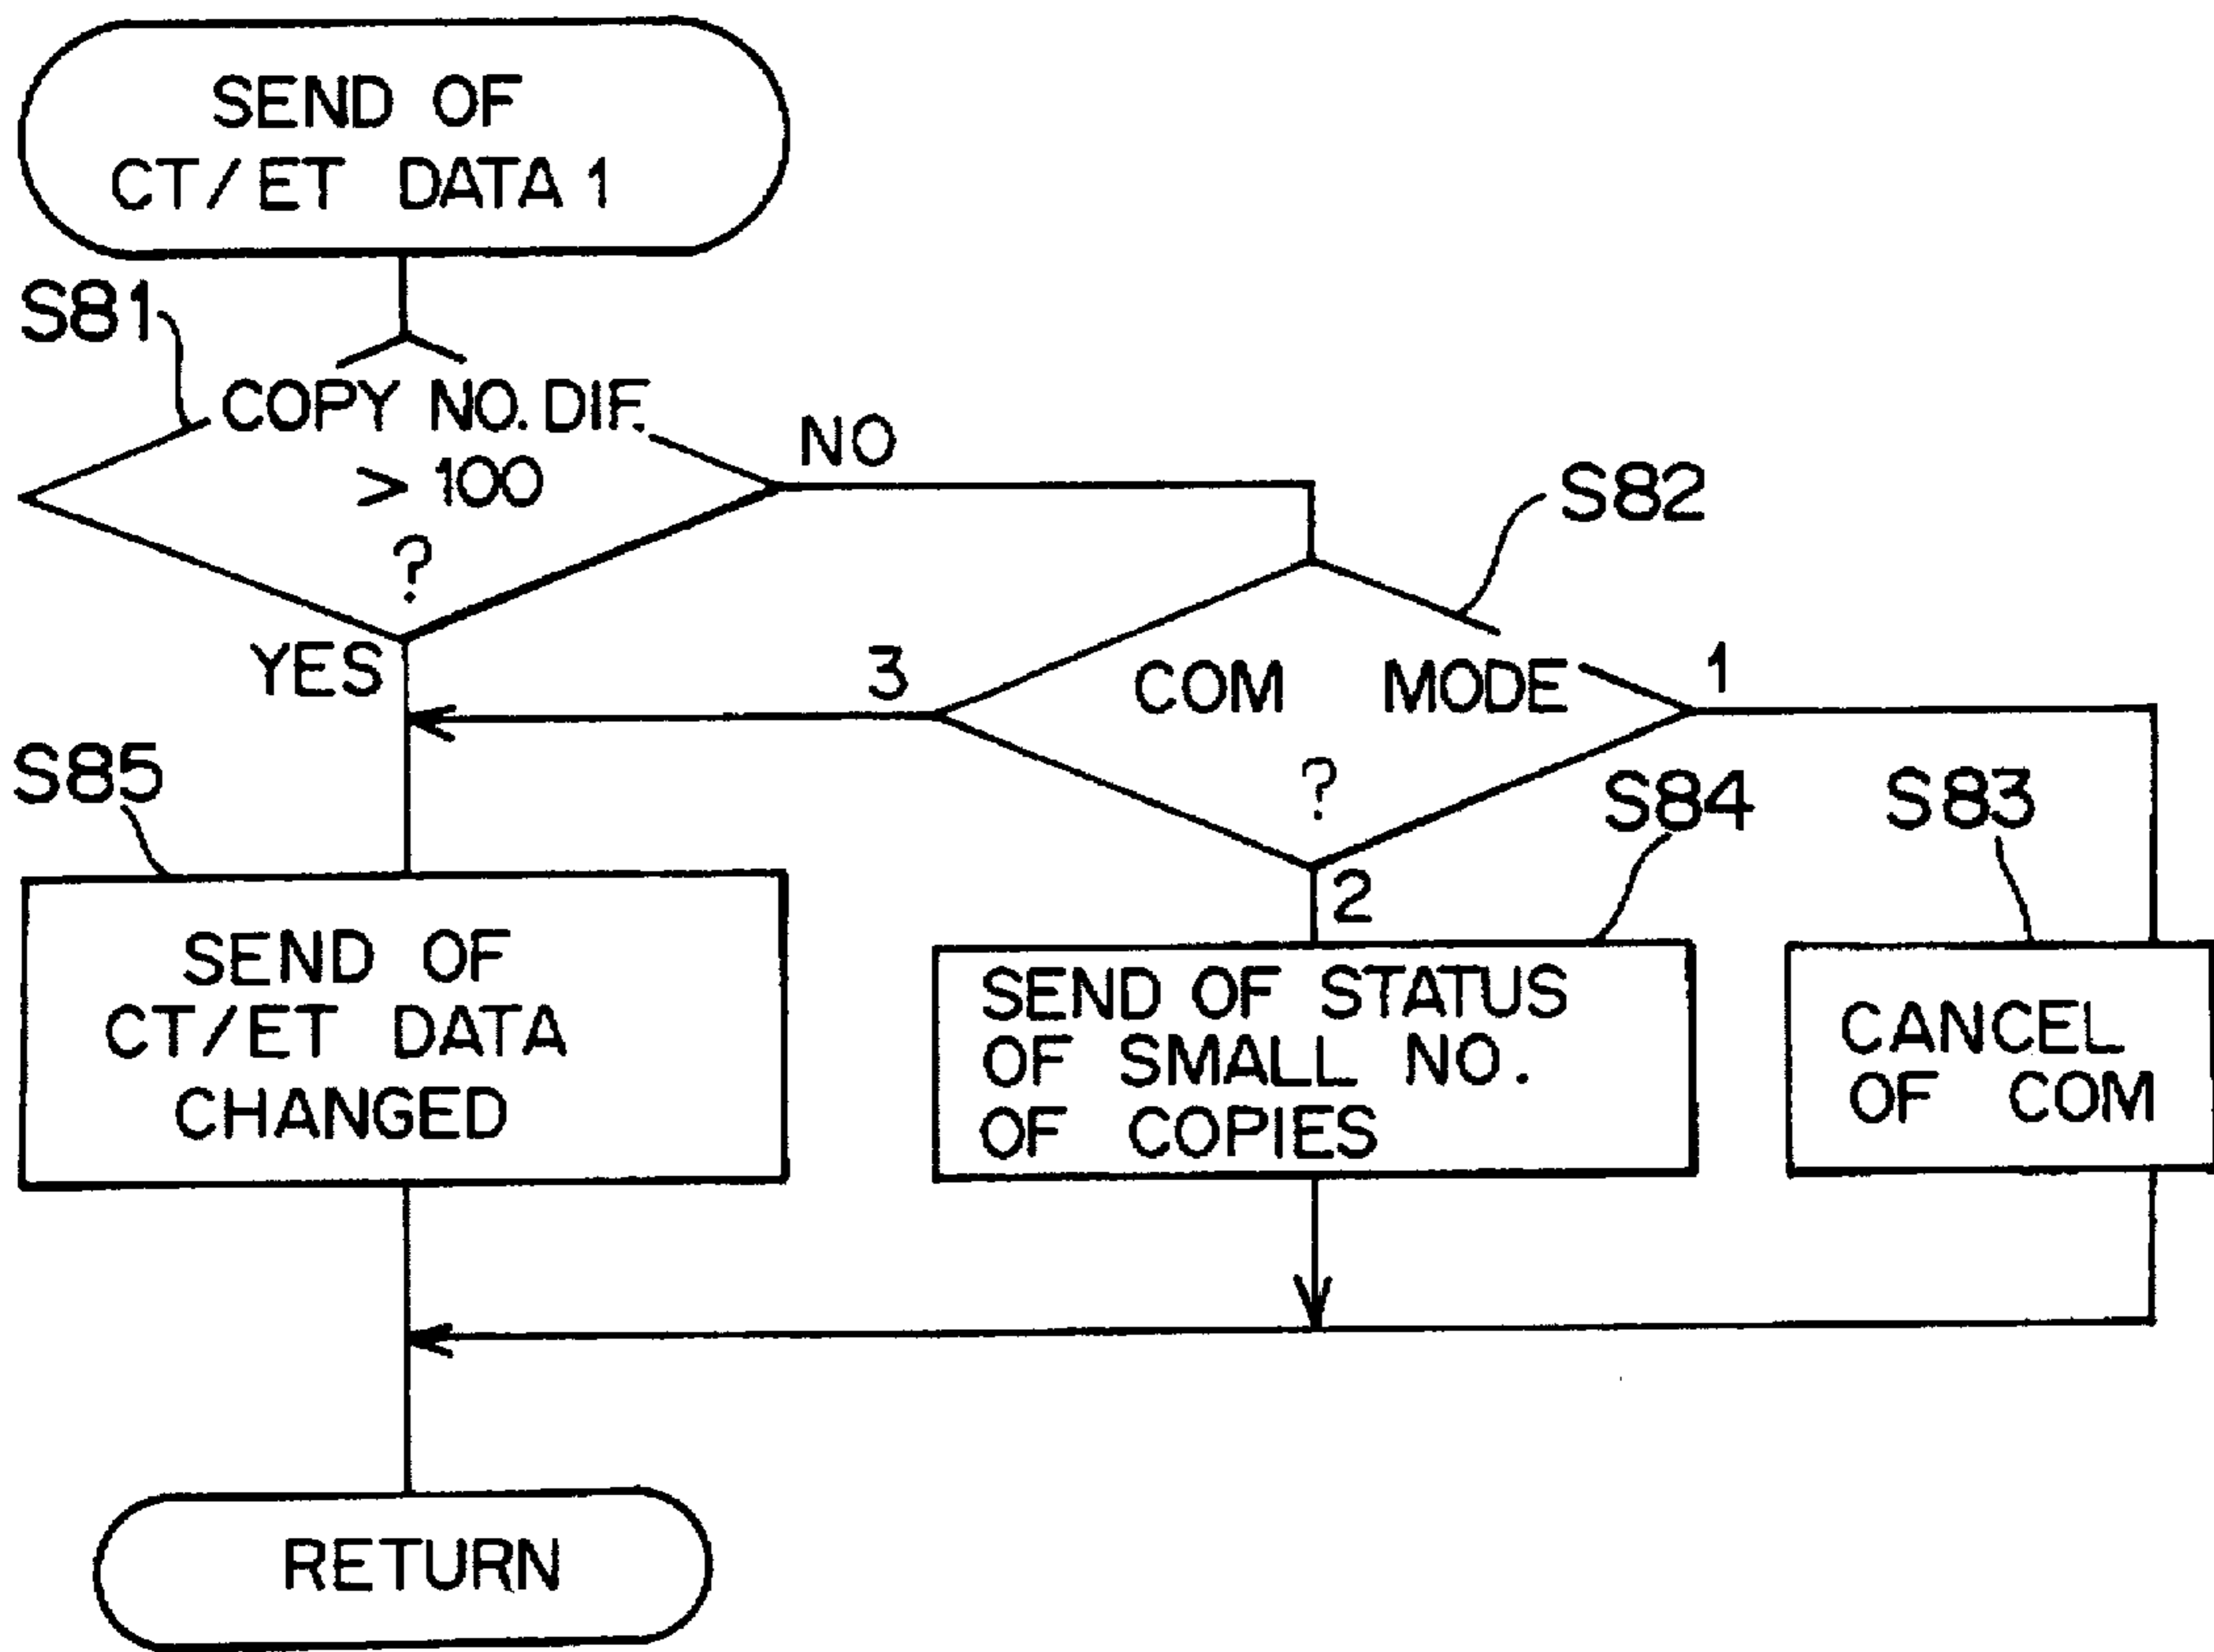 SEND OF
CT/ET DATA 1
S81
COPY NO. DIF.
> 100
?
NO
YES
S82
COM MODE
?
3
1
2
S85
SEND OF
CT/ET DATA
CHANGED
S84
SEND OF STATUS
OF SMALL NO.
OF COPIES
S83
CANCEL
OF COM
RETURN